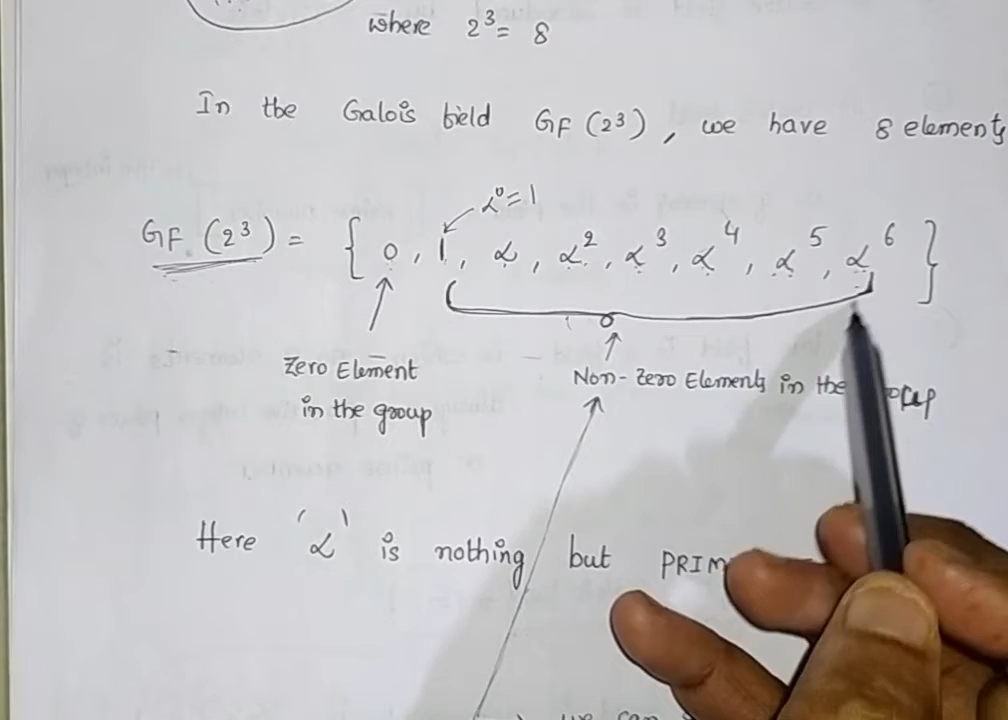 where 2³ = 8
In the Galois field GF (2³), we have 8 elements
α⁰=1
GF (2³) = { 0, 1, α, α², α³, α⁴, α⁵, α⁶ }
Zero Element
in the group
Non-Zero Elements in the
Here 'α' is nothing but
we can